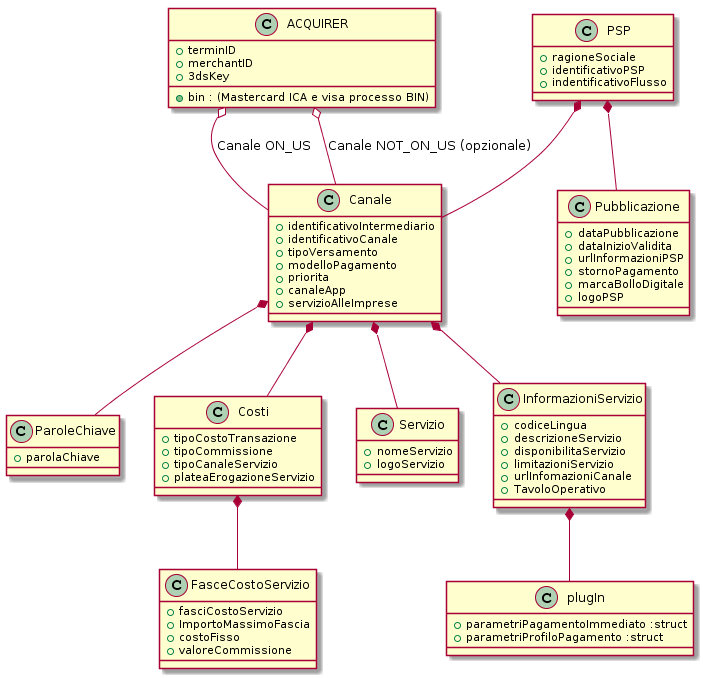 C ACQUIRER
terminID
merchantID
3dsKey
bin : (Mastercard ICA e visa processo BIN)
C PSP
ragioneSociale
identificativoPSP
indentificativoFlusso
Canale ON_US
Canale NOT_ON_US (opzionale)
C Canale
identificativoIntermediario
identificativoCanale
tipoVersamento
modelloPagamento
priorita
canaleApp
servizioAlleImprese
C Pubblicazione
dataPubblicazione
dataInizioValidita
urlInformazioniPSP
stornoPagamento
marcaBolloDigitale
logoPSP
C ParoleChiave
parolaChiave
C Costi
tipoCostoTransazione
tipoCommissione
tipoCanaleServizio
plateaErogazioneServizio
C Servizio
nomeServizio
logoServizio
C InformazioniServizio
codiceLingua
descrizioneServizio
disponibilitaServizio
limitazioniServizio
urlInfomazioniCanale
TavoloOperativo
C FasceCostoServizio
fasciCostoServizio
ImportoMassimoFascia
costoFisso
valoreCommissione
C plugIn
parametriPagamentoImmediato :struct
parametriProfiloPagamento :struct